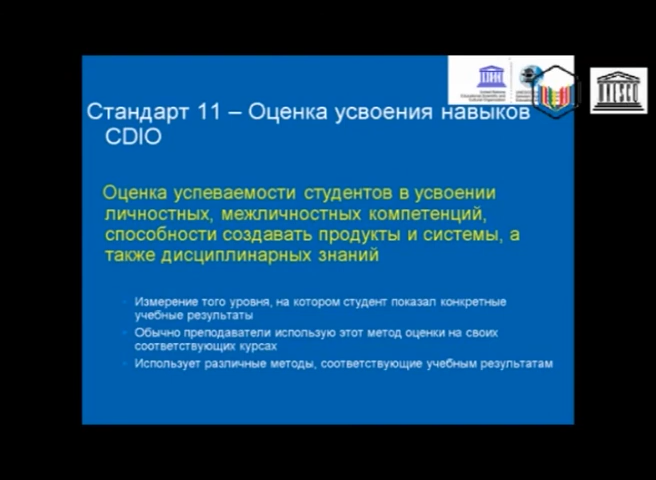 Стандарт 11 – Оценка усвоения навыков
CDIO
Оценка успеваемости студентов в усвоении
личностных, межличностных компетенций,
способности создавать продукты и системы, а
также дисциплинарных знаний
Измерение того уровня, на котором студент показал конкретные
учебные результаты
Обычно преподаватели использую этот метод оценки на своих
соответствующих курсах
Использует различные методы, соответствующие учебным результатам